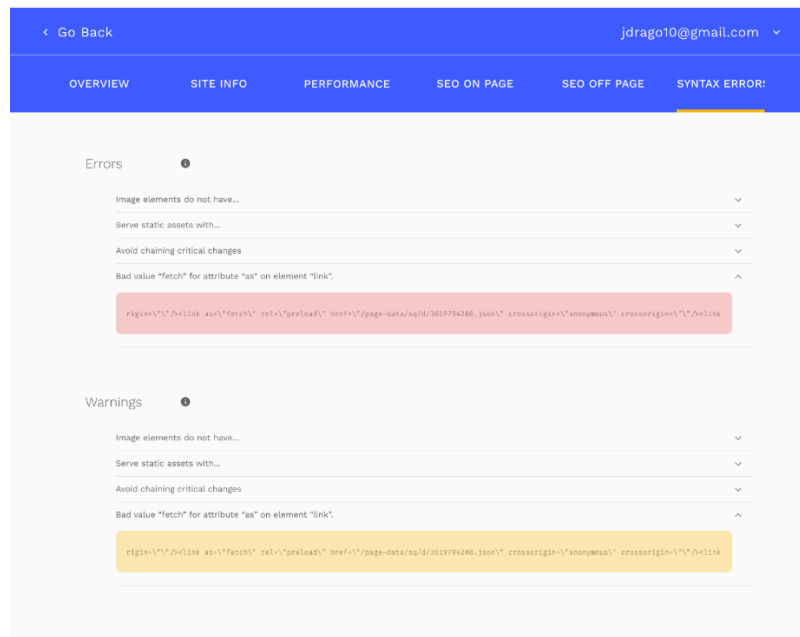 Go Back
jdrago10@gmail.com
OVERVIEW SITE INFO PERFORMANCE SEO ON PAGE SEO OFF PAGE SYNTAX ERRORS
Errors
Image elements do not have...
Serve static assets with...
Avoid chaining critical changes
Bad value "fetch" for attribute "as" on element "link".
rigin=\"\"/><link as=\"fetch\" rel=\"preload\" href=\"/page-data/sq/d/3619794208.json\" crossorigin=\"anonymous\" crossorigin=\"\"/><link
Warnings
Image elements do not have...
Serve static assets with...
Avoid chaining critical changes
Bad value "fetch" for attribute "as" on element "link".
rigin=\"\"/><link as=\"fetch\" rel=\"preload\" href=\"/page-data/sq/d/3619794208.json\" crossorigin=\"anonymous\" crossorigin=\"\"/><link